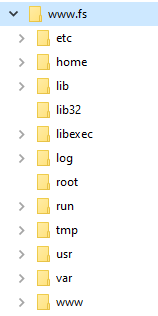 www.fs
etc
home
lib
lib32
libexec
log
root
run
tmp
usr
var
www